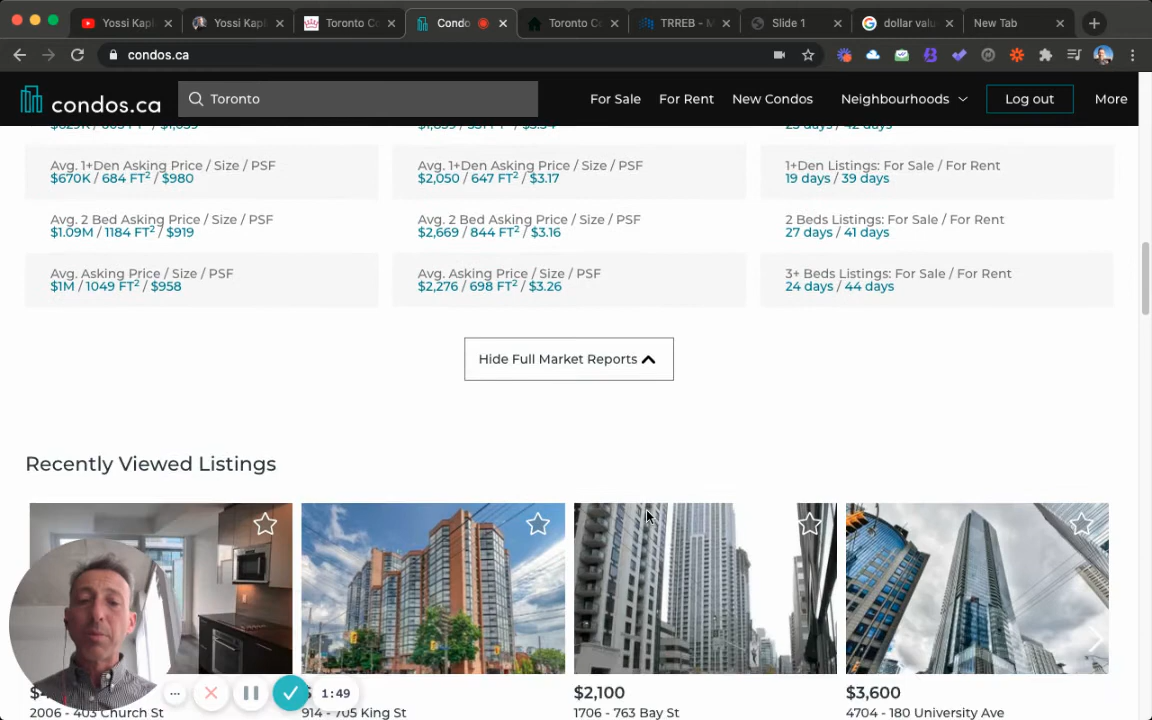 Yossi Kapl
Yossi Kapl
Toronto Co
Condo
Toronto Co
TRREB - M
Slide 1
dollar valu
New Tab
condos.ca
condos.ca
Toronto
For Sale
For Rent
New Condos
Neighbourhoods
Log out
More
Avg. 1+Den Asking Price / Size / PSF
$670K / 684 FT² / $980
Avg. 1+Den Asking Price / Size / PSF
$2,050 / 647 FT² / $3.17
1+Den Listings: For Sale / For Rent
19 days / 39 days
Avg. 2 Bed Asking Price / Size / PSF
$1.09M / 1184 FT² / $919
Avg. 2 Bed Asking Price / Size / PSF
$2,669 / 844 FT² / $3.16
2 Beds Listings: For Sale / For Rent
27 days / 41 days
Avg. Asking Price / Size / PSF
$1M / 1049 FT² / $958
Avg. Asking Price / Size / PSF
$2,276 / 698 FT² / $3.26
3+ Beds Listings: For Sale / For Rent
24 days / 44 days
Hide Full Market Reports
Recently Viewed Listings
$2,100
$3,600
1:49
2006 - 403 Church St
914 - 705 King St
1706 - 763 Bay St
4704 - 180 University Ave